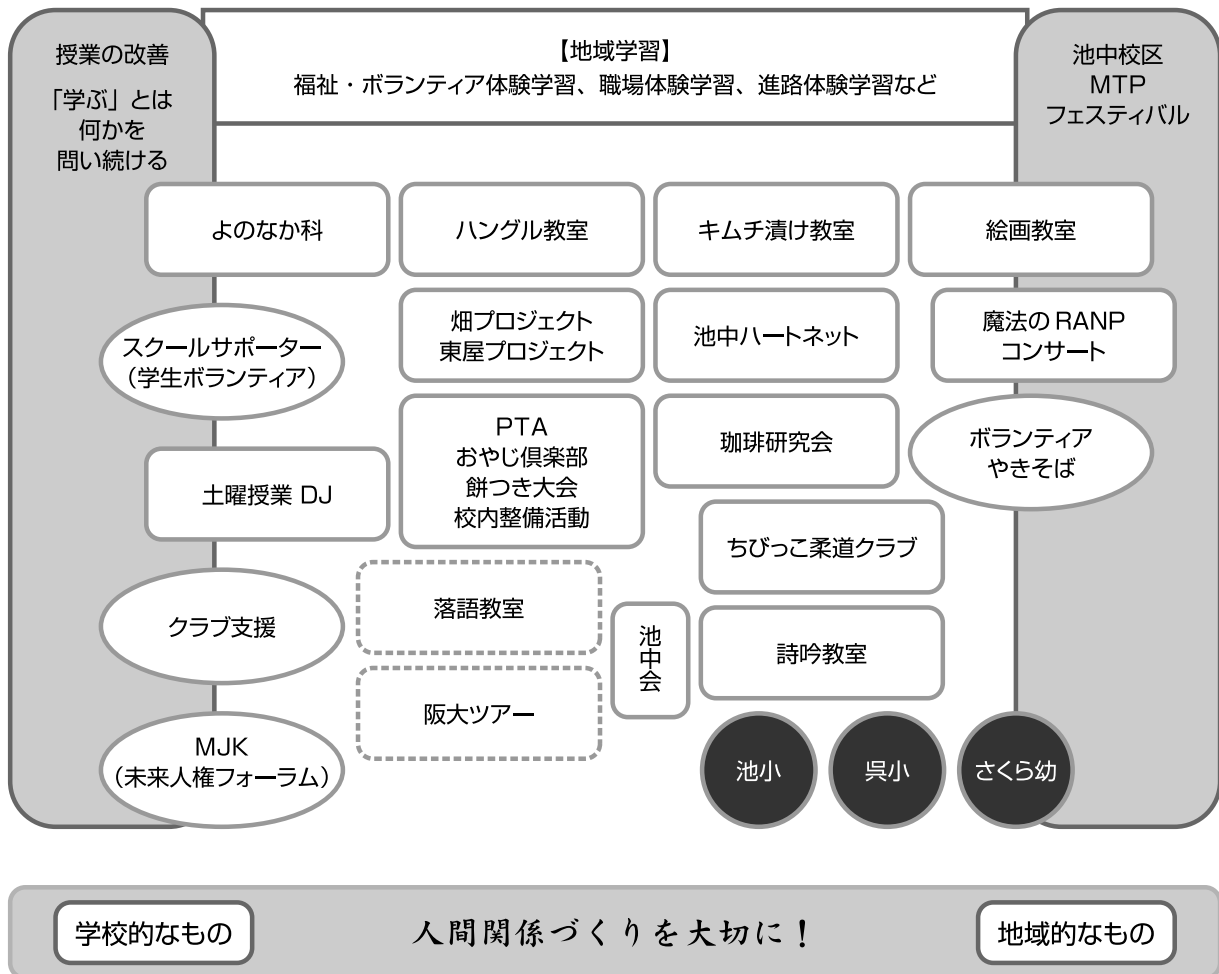 授業の改善
「学ぶ」とは
何かを
問い続ける
【地域学習】
福祉・ボランティア体験学習、職場体験学習、進路体験学習など
池中校区
MTP
フェスティバル
よのなか科
ハングル教室
キムチ漬け教室
絵画教室
スクールサポーター
（学生ボランティア）
畑プロジェクト
東屋プロジェクト
池中ハートネット
魔法のRANP
コンサート
土曜授業 DJ
PTA
おやじ倶楽部
餅つき大会
校内整備活動
珈琲研究会
ボランティア
やきそば
ちびっこ柔道クラブ
クラブ支援
落語教室
池中会
詩吟教室
阪大ツアー
MJK
（未来人権フォーラム）
池小
呉小
さくら幼
学校的なもの
人間関係づくりを大切に！
地域的なもの